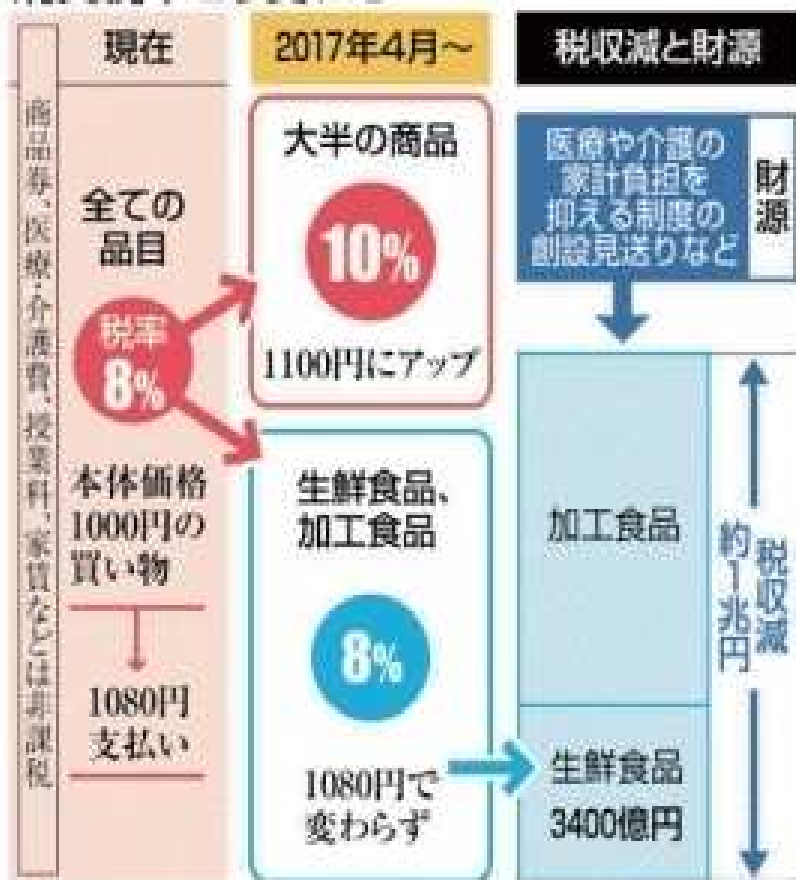 現在
2017年4月〜
税収減と財源
商品券、医療・介護費、授業料、家賃などは非課税
全ての
品目
税率
8%
本体価格
1000円の
買い物
1080円
支払い
大半の商品
10%
1100円にアップ
生鮮食品、
加工食品
8%
1080円で
変わらず
医療や介護の
家計負担を
抑える制度の
創設見送りなど
財源
加工食品
生鮮食品
3400億円
税収減
約1兆円